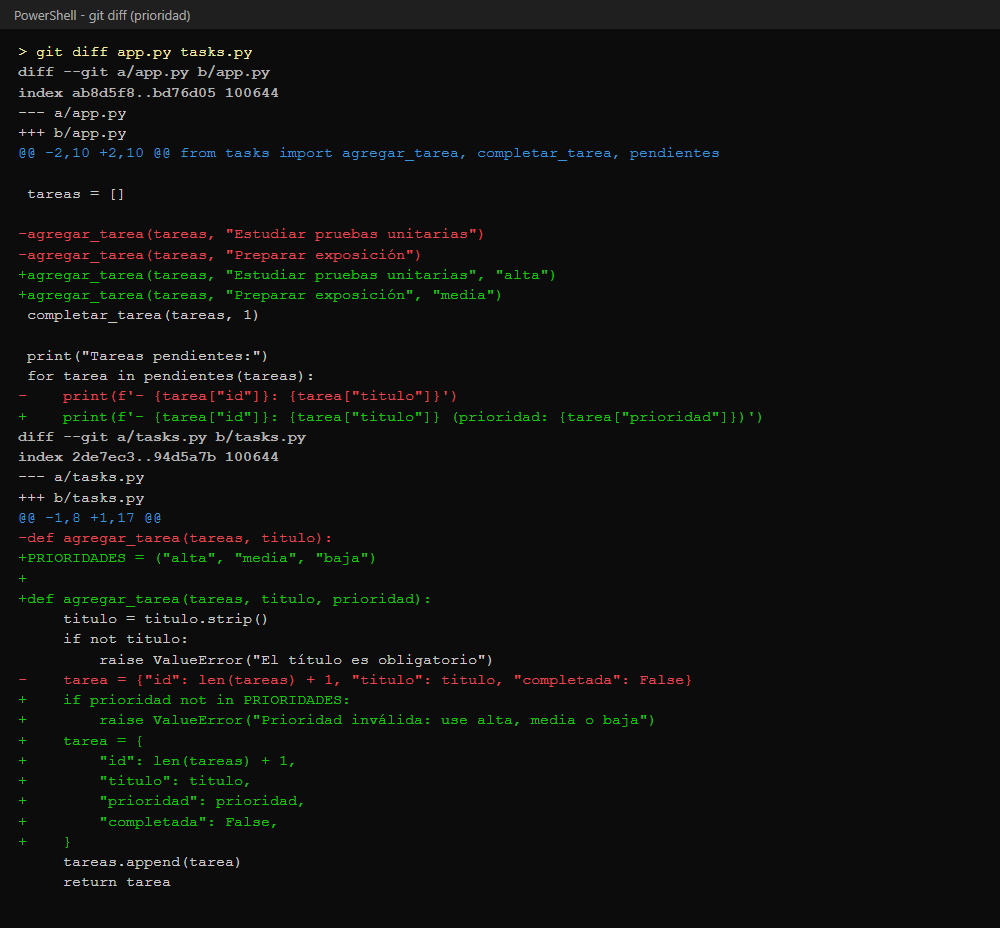 PowerShell - git diff (prioridad)
> git diff app.py tasks.py
diff --git a/app.py b/app.py
index ab8d5f8..bd76d05 100644
--- a/app.py
+++ b/app.py
@@ -2,10 +2,10 @@ from tasks import agregar_tarea, completar_tarea, pendientes
 tareas = []
-agregar_tarea(tareas, "Estudiar pruebas unitarias")
-agregar_tarea(tareas, "Preparar exposición")
+agregar_tarea(tareas, "Estudiar pruebas unitarias", "alta")
+agregar_tarea(tareas, "Preparar exposición", "media")
 completar_tarea(tareas, 1)
 print("Tareas pendientes:")
 for tarea in pendientes(tareas):
-    print(f'- {tarea["id"]}: {tarea["titulo"]}')
+    print(f'- {tarea["id"]}: {tarea["titulo"]} (prioridad: {tarea["prioridad"]})')
diff --git a/tasks.py b/tasks.py
index 2de7ec3..94d5a7b 100644
--- a/tasks.py
+++ b/tasks.py
@@ -1,8 +1,17 @@
-def agregar_tarea(tareas, titulo):
+PRIORIDADES = ("alta", "media", "baja")
+
+def agregar_tarea(tareas, titulo, prioridad):
     titulo = titulo.strip()
     if not titulo:
         raise ValueError("El título es obligatorio")
-    tarea = {"id": len(tareas) + 1, "titulo": titulo, "completada": False}
+    if prioridad not in PRIORIDADES:
+        raise ValueError("Prioridad inválida: use alta, media o baja")
+    tarea = {
+        "id": len(tareas) + 1,
+        "titulo": titulo,
+        "prioridad": prioridad,
+        "completada": False,
+    }
     tareas.append(tarea)
     return tarea